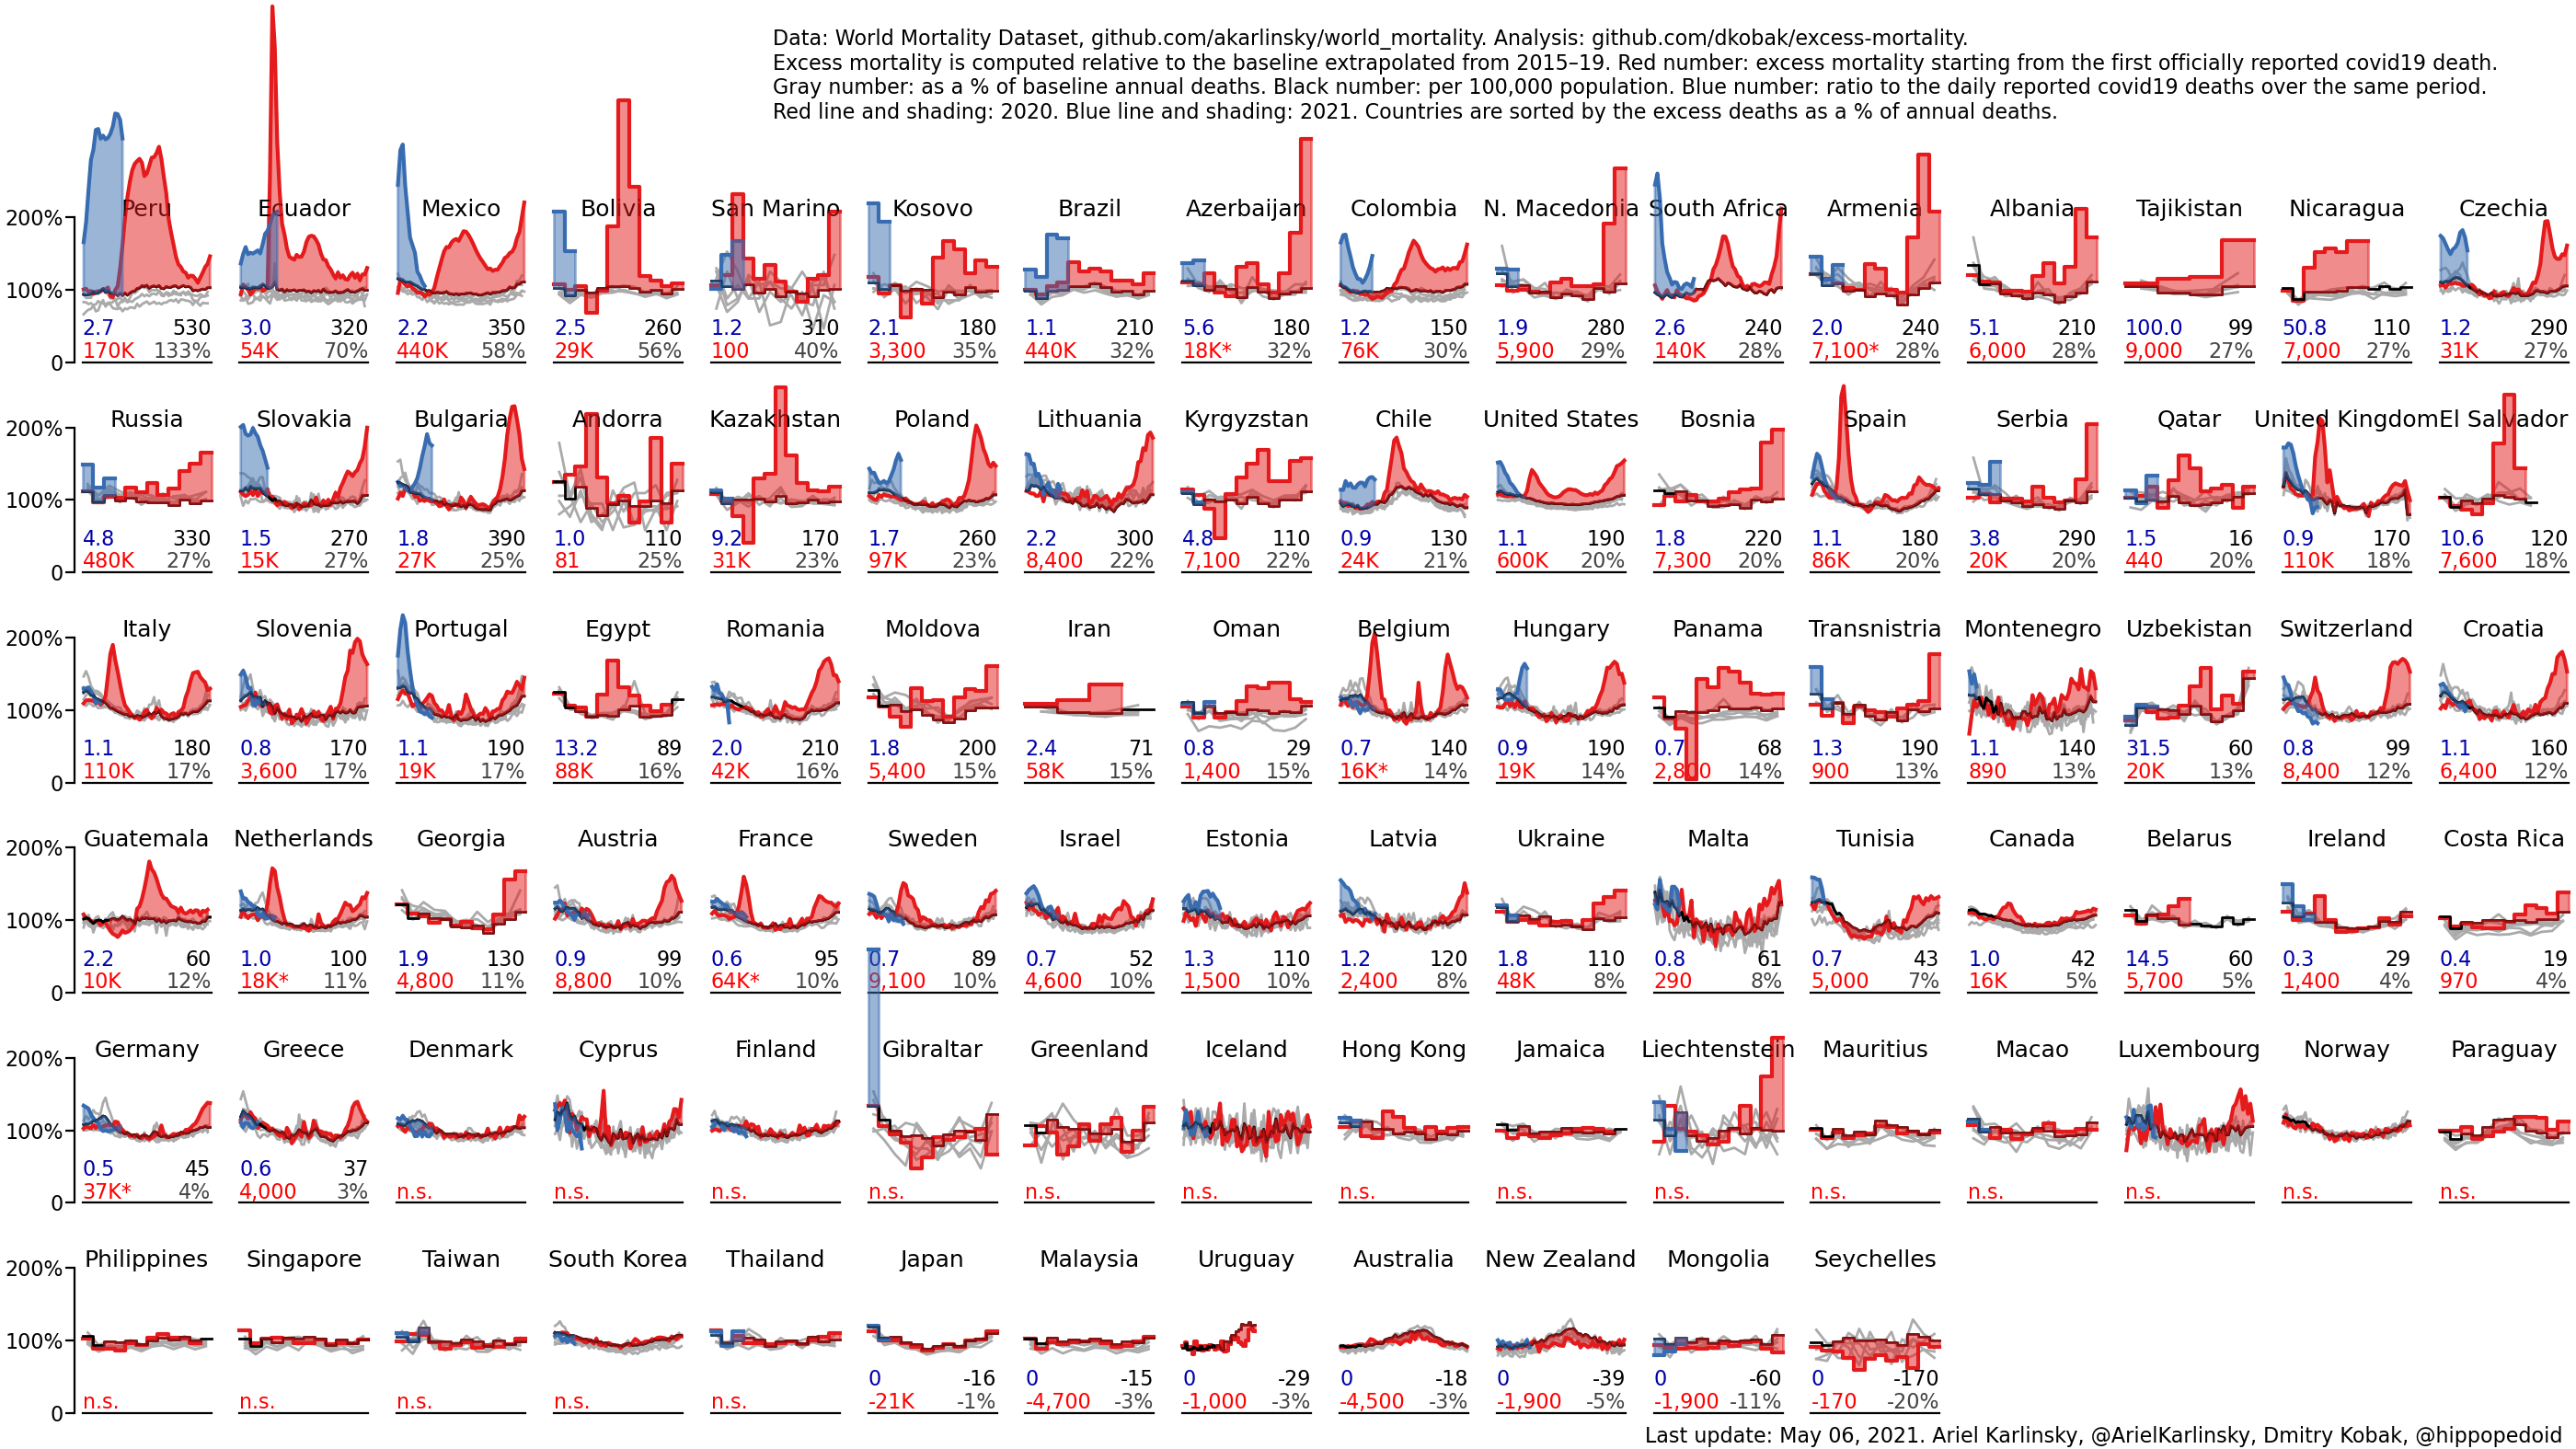 Data: World Mortality Dataset, github.com/akarlinsky/world_mortality. Analysis: github.com/dkobak/excess-mortality.
Excess mortality is computed relative to the baseline extrapolated from 2015–19. Red number: excess mortality starting from the first officially reported covid19 death.
Gray number: as a % of baseline annual deaths. Black number: per 100,000 population. Blue number: ratio to the daily reported covid19 deaths over the same period.
Red line and shading: 2020. Blue line and shading: 2021. Countries are sorted by the excess deaths as a % of annual deaths.
200% Peru Ecuador Mexico Bolivia San Marino Kosovo Brazil Azerbaijan Colombia N. Macedonia South Africa Armenia Albania Tajikistan Nicaragua Czechia
100%
2.7 530 3.0 320 2.2 350 2.5 260 1.2 310 2.1 180 1.1 210 5.6 180 1.2 150 1.9 280 2.6 240 2.0 240 5.1 210 100.0 99 50.8 110 1.2 290
0 170K 133% 54K 70% 440K 58% 29K 56% 100 40% 3,300 35% 440K 32% 18K* 32% 76K 30% 5,900 29% 140K 28% 7,100* 28% 6,000 28% 9,000 27% 7,000 27% 31K 27%
200% Russia Slovakia Bulgaria Andorra Kazakhstan Poland Lithuania Kyrgyzstan Chile United States Bosnia Spain Serbia Qatar United Kingdom El Salvador
100%
4.8 330 1.5 270 1.8 390 1.0 110 9.2 170 1.7 260 2.2 300 4.8 110 0.9 130 1.1 190 1.8 220 1.1 180 3.8 290 1.5 16 0.9 170 10.6 120
0 480K 27% 15K 27% 27K 25% 81 25% 31K 23% 97K 23% 8,400 22% 7,100 22% 24K 21% 600K 20% 7,300 20% 86K 20% 20K 20% 440 20% 110K 18% 7,600 18%
200% Italy Slovenia Portugal Egypt Romania Moldova Iran Oman Belgium Hungary Panama Transnistria Montenegro Uzbekistan Switzerland Croatia
100%
1.1 180 0.8 170 1.1 190 13.2 89 2.0 210 1.8 200 2.4 71 0.8 29 0.7 140 0.9 190 0.7 68 1.3 190 1.1 140 31.5 60 0.8 99 1.1 160
0 110K 17% 3,600 17% 19K 17% 88K 16% 42K 16% 5,400 15% 58K 15% 1,400 15% 16K* 14% 19K 14% 2,800 14% 900 13% 890 13% 20K 13% 8,400 12% 6,400 12%
200% Guatemala Netherlands Georgia Austria France Sweden Israel Estonia Latvia Ukraine Malta Tunisia Canada Belarus Ireland Costa Rica
100%
2.2 60 1.0 100 1.9 130 0.9 99 0.6 95 0.7 89 0.7 52 1.3 110 1.2 120 1.8 110 0.8 61 0.7 43 1.0 42 14.5 60 0.3 29 0.4 19
0 10K 12% 18K* 11% 4,800 11% 8,800 10% 64K* 10% 9,100 10% 4,600 10% 1,500 10% 2,400 8% 48K 8% 290 8% 5,000 7% 16K 5% 5,700 5% 1,400 4% 970 4%
200% Germany Greece Denmark Cyprus Finland Gibraltar Greenland Iceland Hong Kong Jamaica Liechtenstein Mauritius Macao Luxembourg Norway Paraguay
100%
0.5 45 0.6 37
0 37K* 4% 4,000 3% n.s. n.s. n.s. n.s. n.s. n.s. n.s. n.s. n.s. n.s. n.s. n.s. n.s. n.s.
200% Philippines Singapore Taiwan South Korea Thailand Japan Malaysia Uruguay Australia New Zealand Mongolia Seychelles
100%
0 -16 0 -15 0 -29 0 -18 0 -39 0 -60 0 -170
0 n.s. n.s. n.s. n.s. n.s. -21K -1% -4,700 -3% -1,000 -3% -4,500 -3% -1,900 -5% -1,900 -11% -170 -20%
Last update: May 06, 2021. Ariel Karlinsky, @ArielKarlinsky, Dmitry Kobak, @hippopedoid